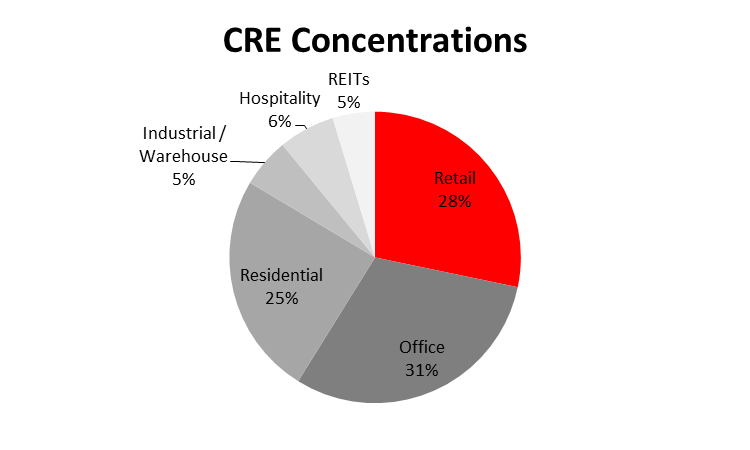 CRE Concentrations
REITs
5%
Hospitality
6%
Industrial /
Warehouse
5%
Retail
28%
Residential
25%
Office
31%